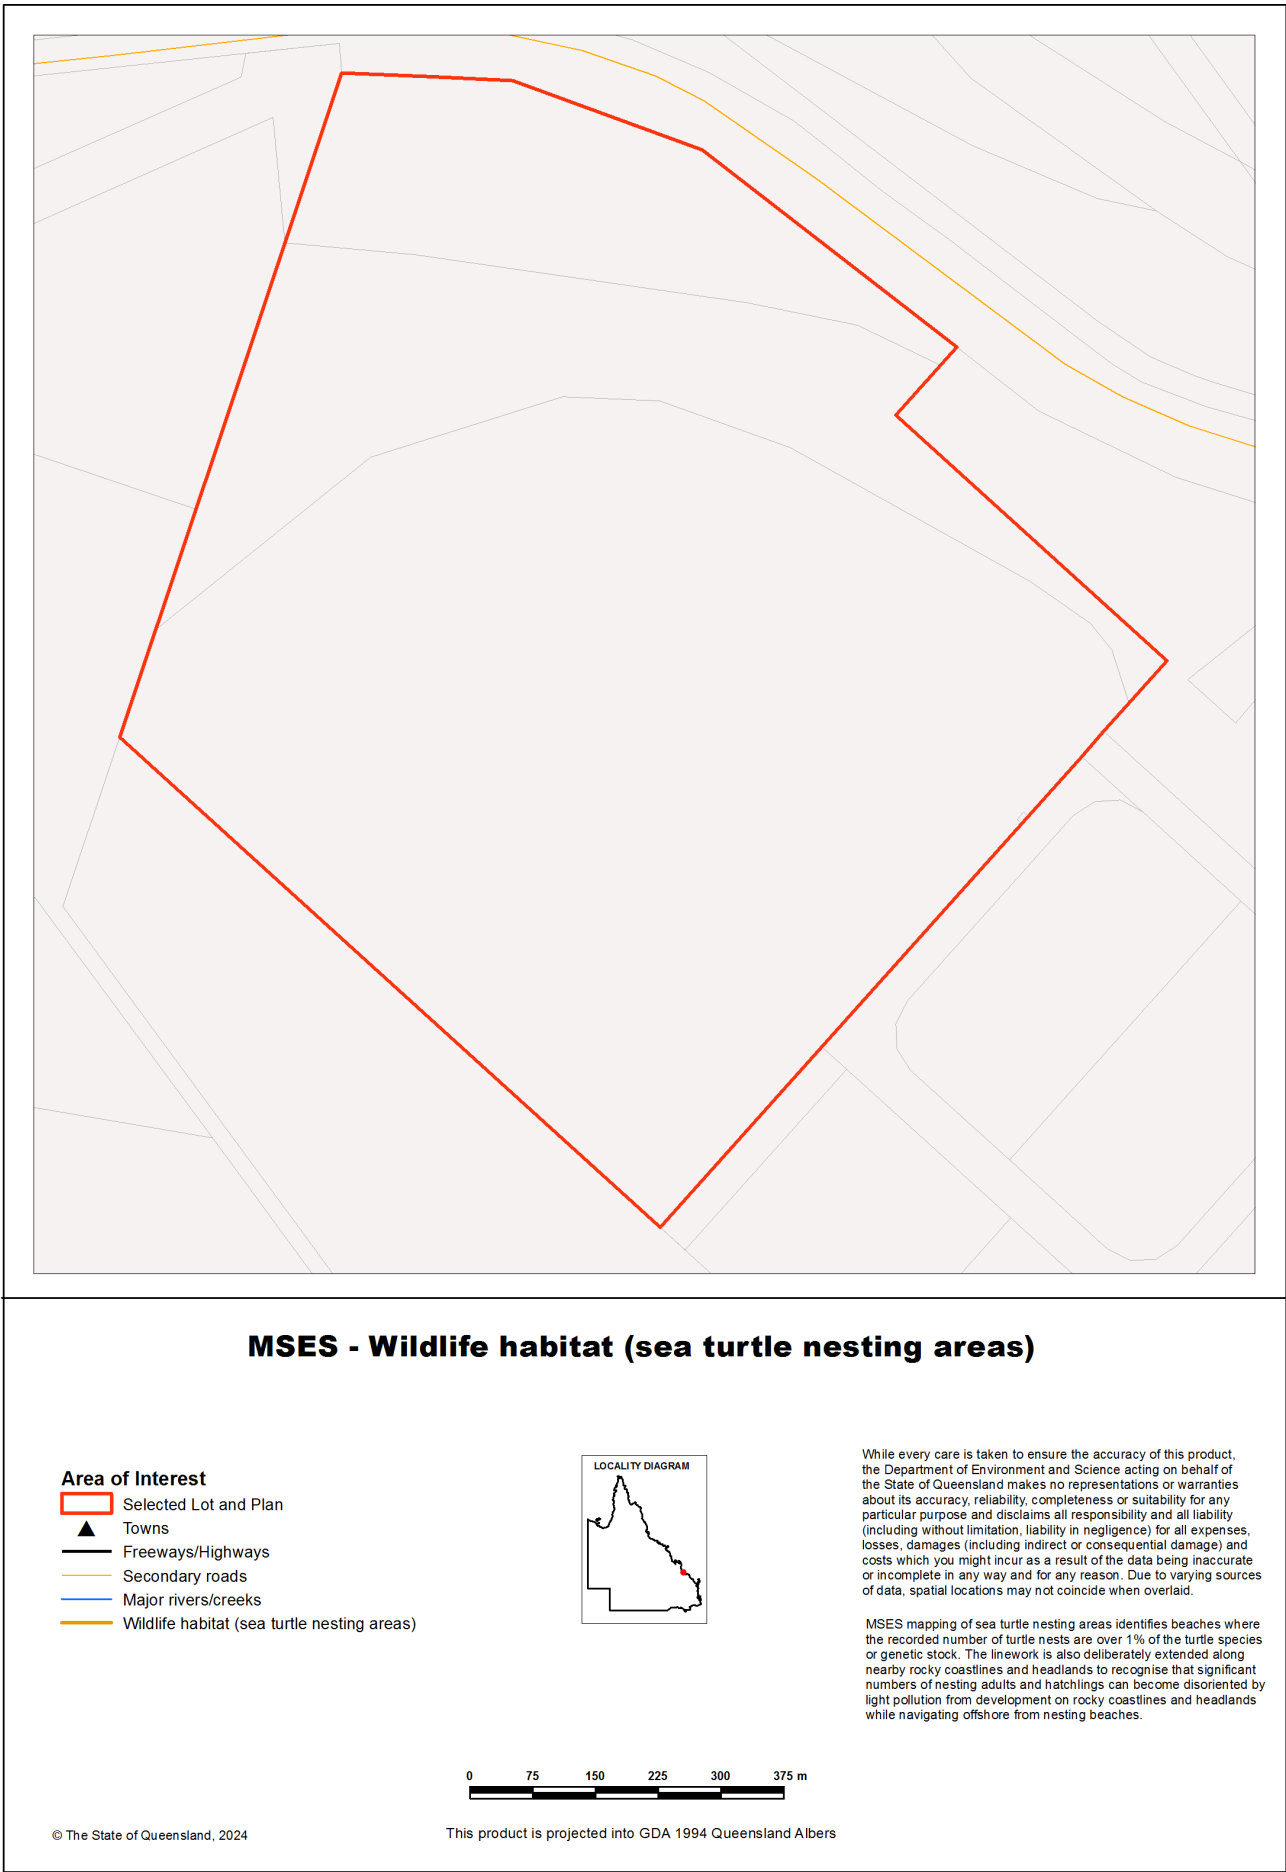 MSES - Wildlife habitat (sea turtle nesting areas)
Area of Interest
Selected Lot and Plan
Towns
Freeways/Highways
Secondary roads
Major rivers/creeks
Wildlife habitat (sea turtle nesting areas)
LOCALITY DIAGRAM
While every care is taken to ensure the accuracy of this product,
the Department of Environment and Science acting on behalf of
the State of Queensland makes no representations or warranties
about its accuracy, reliability, completeness or suitability for any
particular purpose and disclaims all responsibility and all liability
(including without limitation, liability in negligence) for all expenses,
losses, damages (including indirect or consequential damage) and
costs which you might incur as a result of the data being inaccurate
or incomplete in any way and for any reason. Due to varying sources
of data, spatial locations may not coincide when overlaid.
MSES mapping of sea turtle nesting areas identifies beaches where
the recorded number of turtle nests are over 1% of the turtle species
or genetic stock. The linework is also deliberately extended along
nearby rocky coastlines and headlands to recognise that significant
numbers of nesting adults and hatchlings can become disoriented by
light pollution from development on rocky coastlines and headlands
while navigating offshore from nesting beaches.
0 75 150 225 300 375 m
© The State of Queensland, 2024
This product is projected into GDA 1994 Queensland Albers